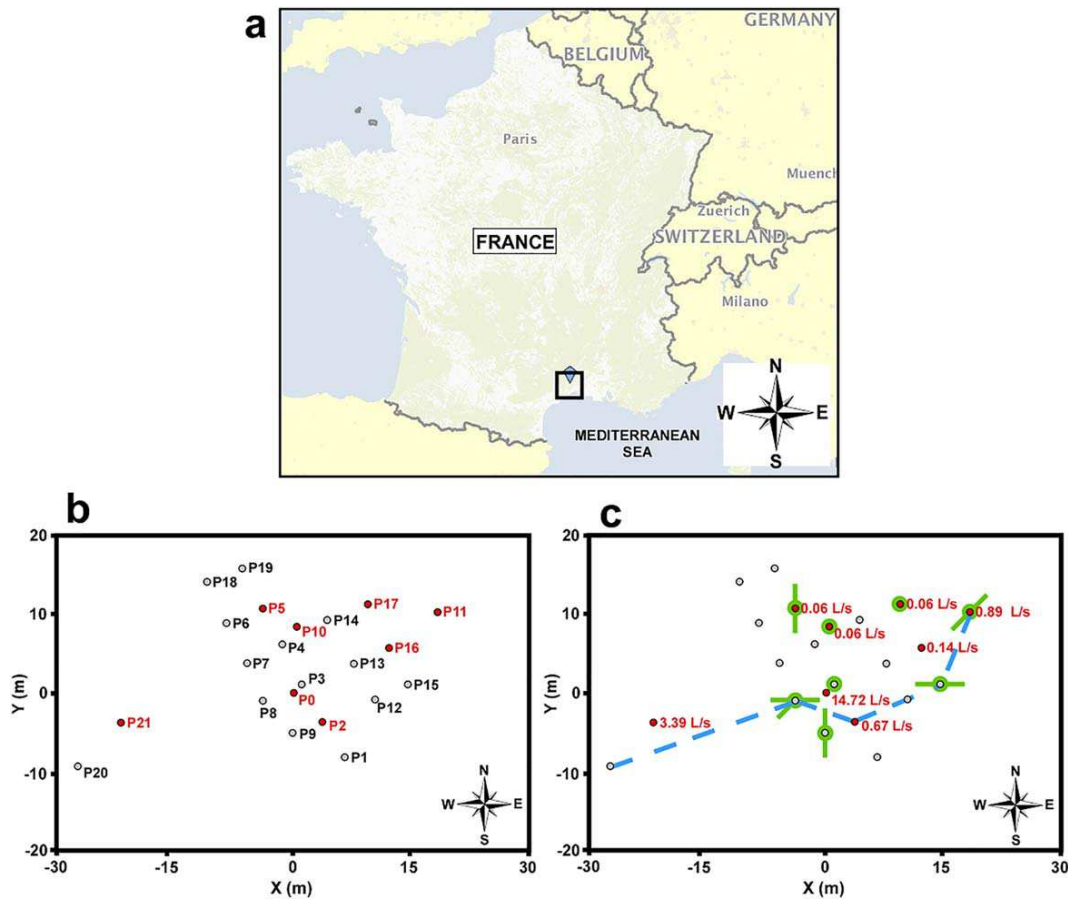 a
GERMANY
BELGIUM
Paris
Muench
Zuerich
SWITZERLAND
FRANCE
Milano
MEDITERRANEAN
SEA
N
W
E
S
b
20
10
0
-10
-20
-30
-15
0
15
30
Y (m)
X (m)
P19
P18
P5
P17
P11
P6
P10
P14
P4
P16
P7
P13
P3
P15
P0
P8
P12
P21
P2
P9
P1
P20
N
W
E
S
c
20
10
0
-10
-20
-30
-15
0
15
30
Y (m)
X (m)
0.06 L/s
0.06 L/s
0.89 L/s
0.06 L/s
0.14 L/s
14.72 L/s
3.39 L/s
0.67 L/s
N
W
E
S